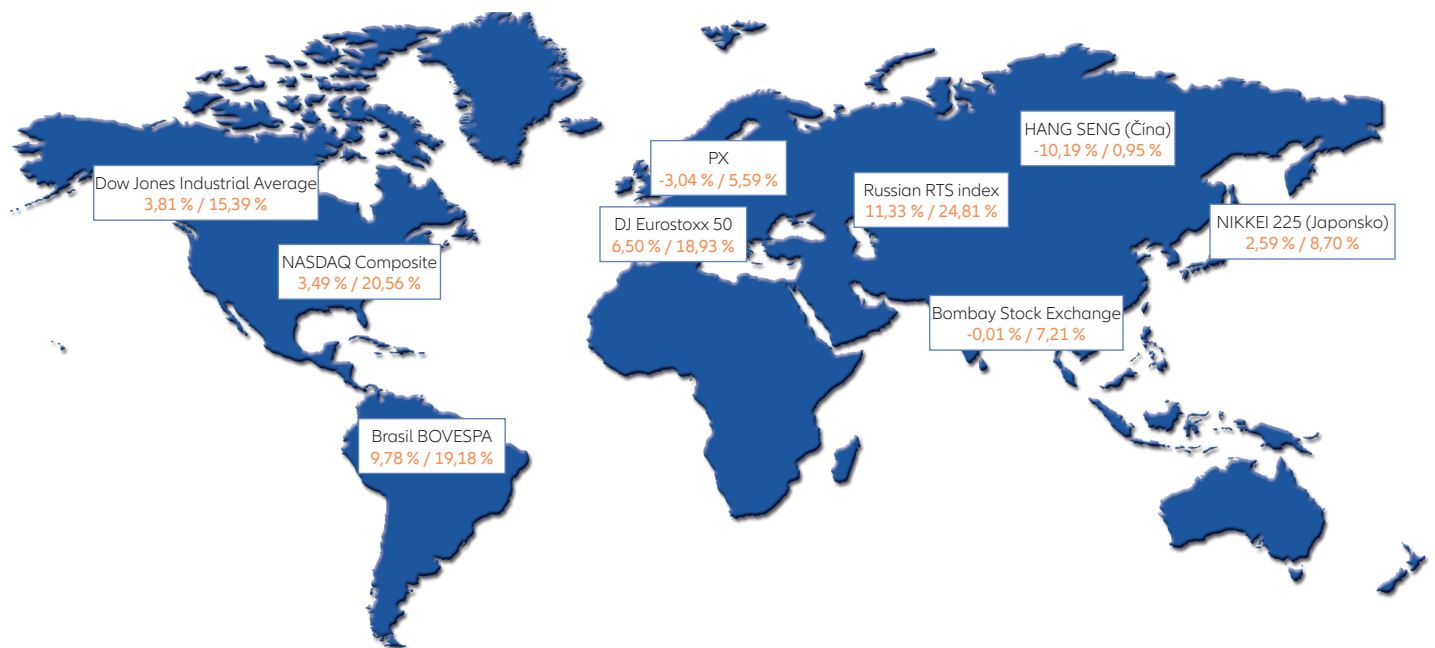 HANG SENG (Čína)
-10,19 % / 0,95 %
PX
-3,04 % / 5,59 %
Dow Jones Industrial Average
3,81 % / 15,39 %
Russian RTS index
11,33 % / 24,81 %
DJ Eurostoxx 50
6,50 % / 18,93 %
NIKKEI 225 (Japonsko)
2,59 % / 8,70 %
NASDAQ Composite
3,49 % / 20,56 %
Bombay Stock Exchange
-0,01 % / 7,21 %
Brasil BOVESPA
9,78 % / 19,18 %